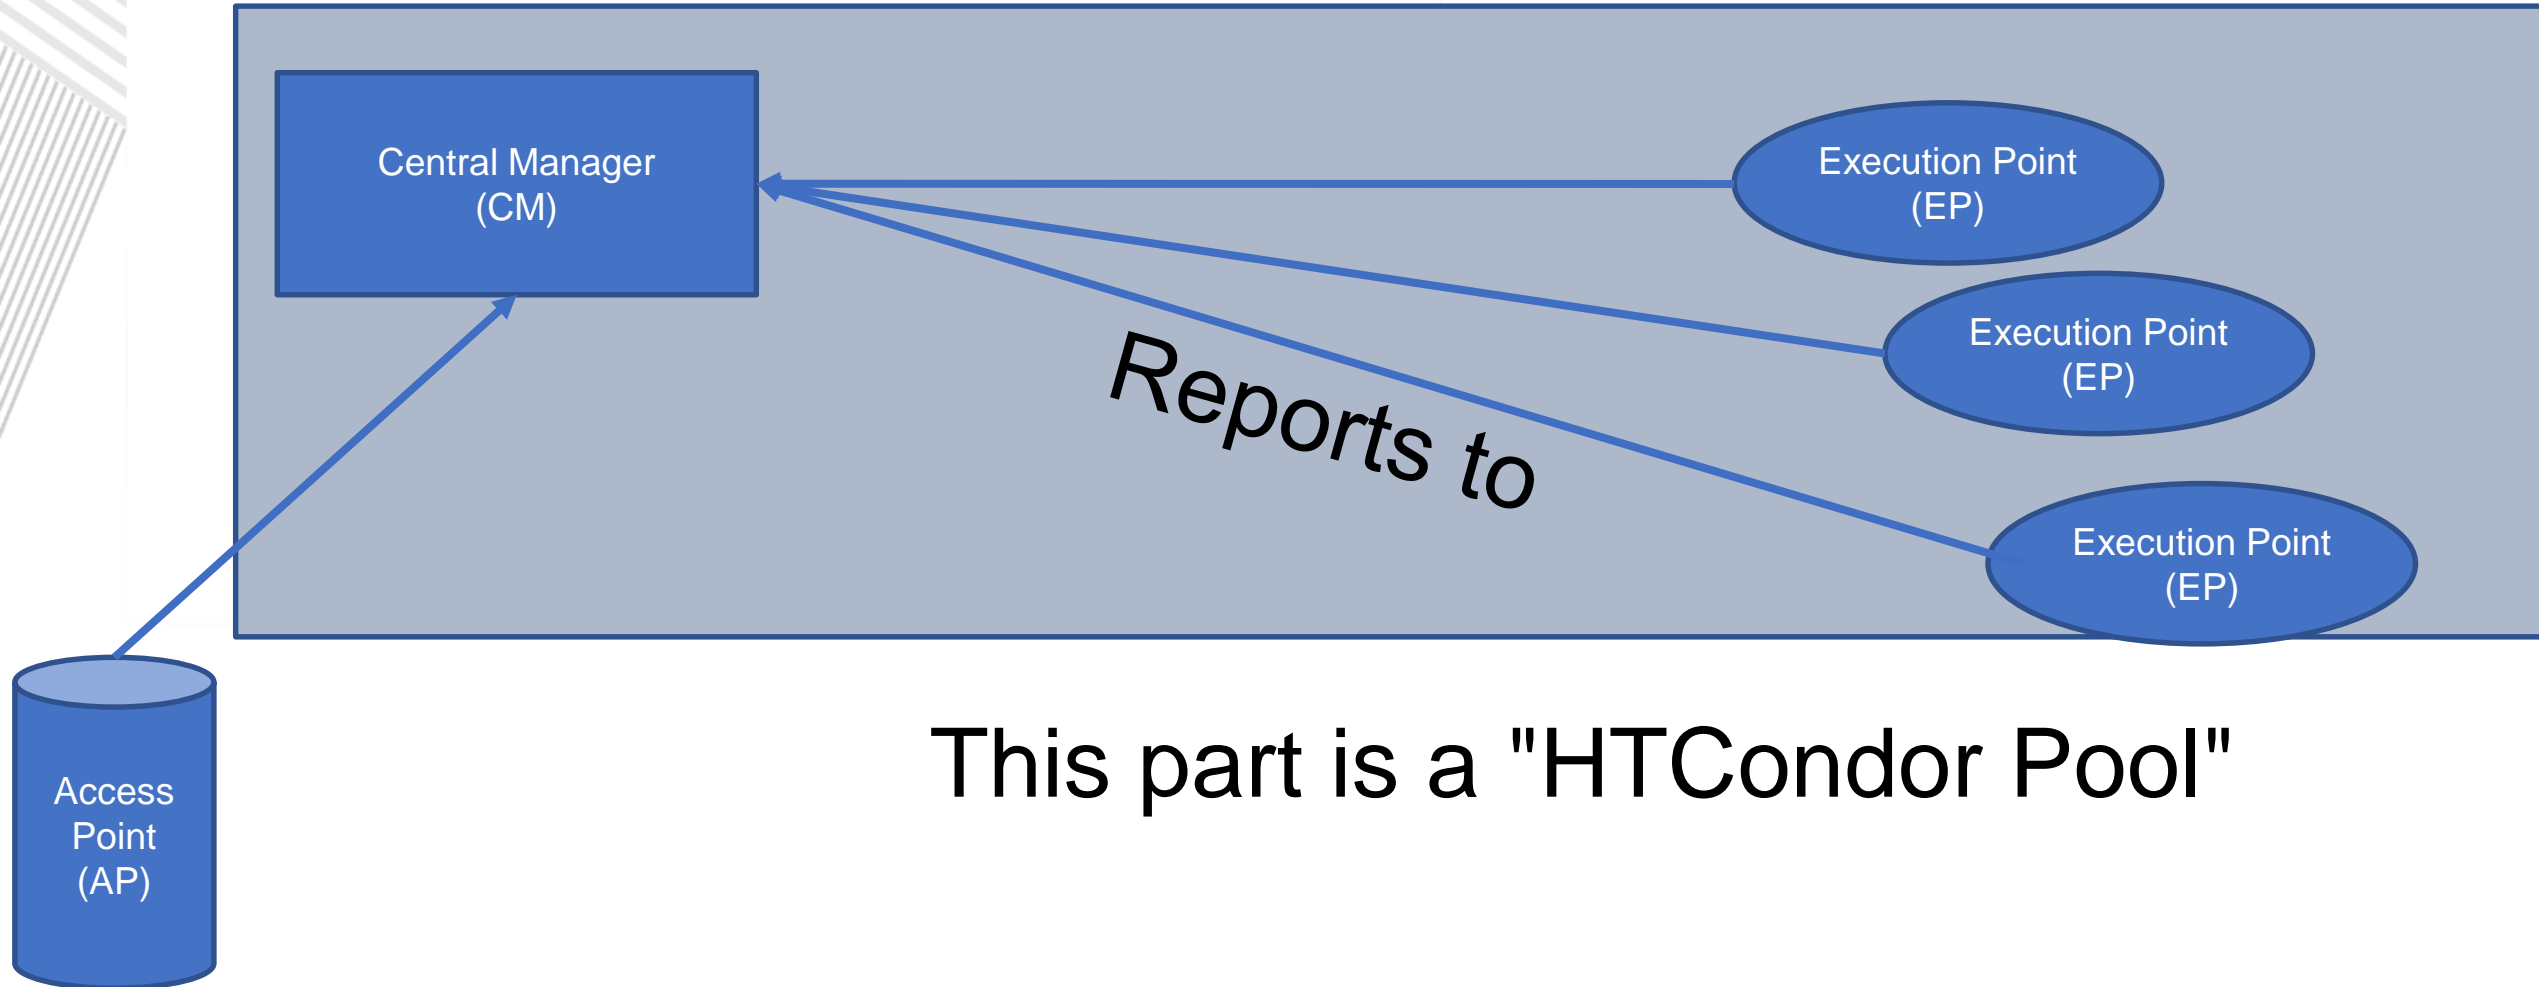 Central Manager
(CM)
Execution Point
(EP)
Execution Point
(EP)
Reports to
Execution Point
(EP)
This part is a "HTCondor Pool"
Access
Point
(AP)